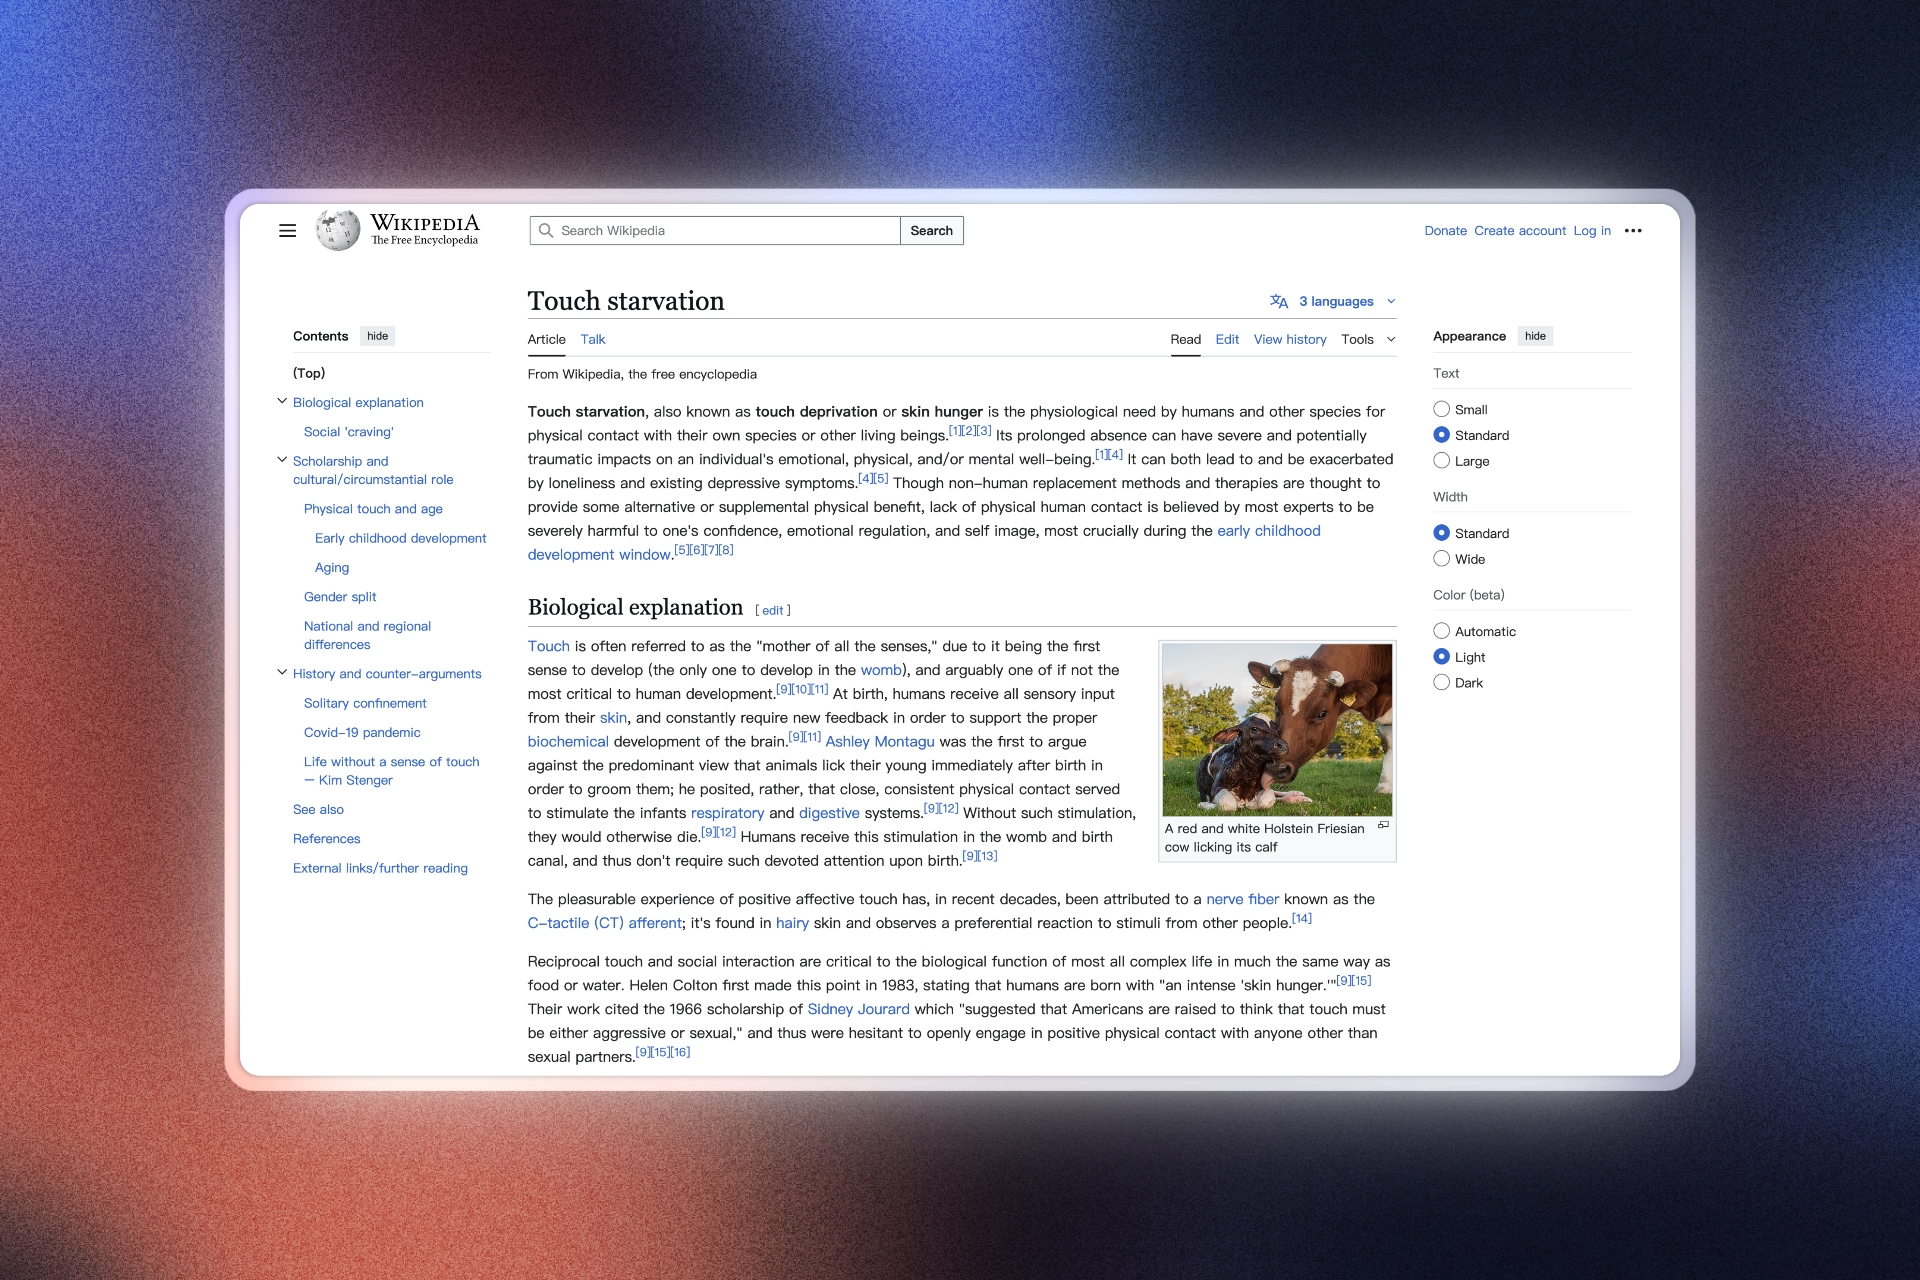 WIKIPEDIA
The Free Encyclopedia
Search Wikipedia
Search
Donate Create account Log in
Contents hide
(Top)
Biological explanation
Social 'craving'
Scholarship and
cultural/circumstantial role
Physical touch and age
Early childhood development
Aging
Gender split
National and regional
differences
History and counter-arguments
Solitary confinement
Covid-19 pandemic
Life without a sense of touch
— Kim Stenger
See also
References
External links/further reading
Touch starvation
3 languages
Article Talk
Read Edit View history Tools
From Wikipedia, the free encyclopedia
Touch starvation, also known as touch deprivation or skin hunger is the physiological need by humans and other species for
physical contact with their own species or other living beings.[1][2][3] Its prolonged absence can have severe and potentially
traumatic impacts on an individual's emotional, physical, and/or mental well-being.[1][4] It can both lead to and be exacerbated
by loneliness and existing depressive symptoms.[4][5] Though non-human replacement methods and therapies are thought to
provide some alternative or supplemental physical benefit, lack of physical human contact is believed by most experts to be
severely harmful to one's confidence, emotional regulation, and self image, most crucially during the early childhood
development window.[5][6][7][8]
Biological explanation [ edit ]
Touch is often referred to as the "mother of all the senses," due to it being the first
sense to develop (the only one to develop in the womb), and arguably one of if not the
most critical to human development.[9][10][11] At birth, humans receive all sensory input
from their skin, and constantly require new feedback in order to support the proper
biochemical development of the brain.[9][11] Ashley Montagu was the first to argue
against the predominant view that animals lick their young immediately after birth in
order to groom them; he posited, rather, that close, consistent physical contact served
to stimulate the infants respiratory and digestive systems.[9][12] Without such stimulation,
they would otherwise die.[9][12] Humans receive this stimulation in the womb and birth
canal, and thus don't require such devoted attention upon birth.[9][13]
A red and white Holstein Friesian
cow licking its calf
The pleasurable experience of positive affective touch has, in recent decades, been attributed to a nerve fiber known as the
C-tactile (CT) afferent; it's found in hairy skin and observes a preferential reaction to stimuli from other people.[14]
Reciprocal touch and social interaction are critical to the biological function of most all complex life in much the same way as
food or water. Helen Colton first made this point in 1983, stating that humans are born with "an intense 'skin hunger.'"[9][15]
Their work cited the 1966 scholarship of Sidney Jourard which "suggested that Americans are raised to think that touch must
be either aggressive or sexual," and thus were hesitant to openly engage in positive physical contact with anyone other than
sexual partners.[9][15][16]
Appearance hide
Text
Small
Standard
Large
Width
Standard
Wide
Color (beta)
Automatic
Light
Dark